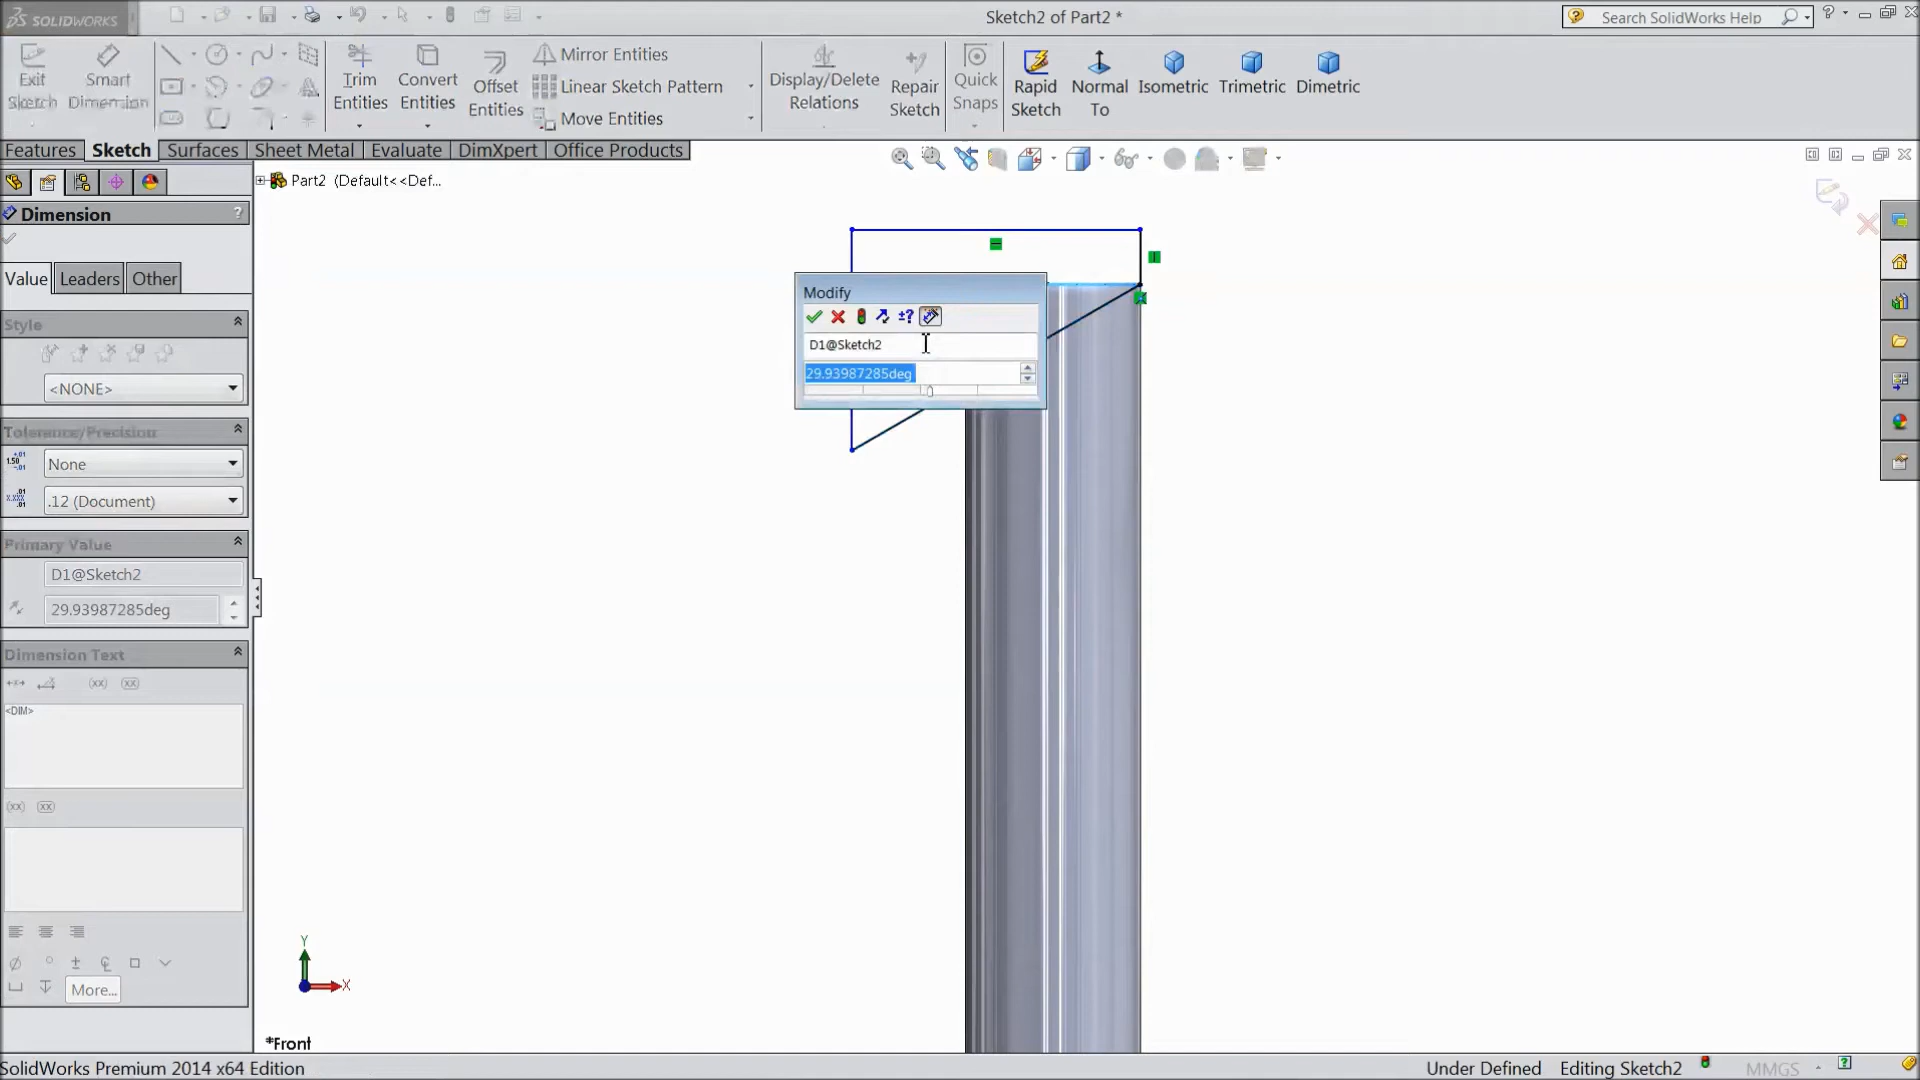 SOLIDWORKS
Sketch2 of Part2 *
Search SolidWorks Help
Exit Sketch
Smart Dimension
Trim Entities
Convert Entities
Offset Entities
Mirror Entities
Linear Sketch Pattern
Move Entities
Display/Delete Relations
Repair Sketch
Quick Snaps
Rapid Sketch
Normal To
Isometric
Trimetric
Dimetric
Features
Sketch
Surfaces
Sheet Metal
Evaluate
DimXpert
Office Products
Part2 (Default<<Def...
Dimension
?
Value
Leaders
Other
Style
<NONE>
Tolerance/Precision
None
.12 (Document)
Primary Value
D1@Sketch2
29.93987285deg
Dimension Text
(xx) (xx)
<DIM>
(xx) (xx)
More...
Modify
D1@Sketch2
29.93987285deg
Y
X
*Front
SolidWorks Premium 2014 x64 Edition
Under Defined
Editing Sketch2
MMGS